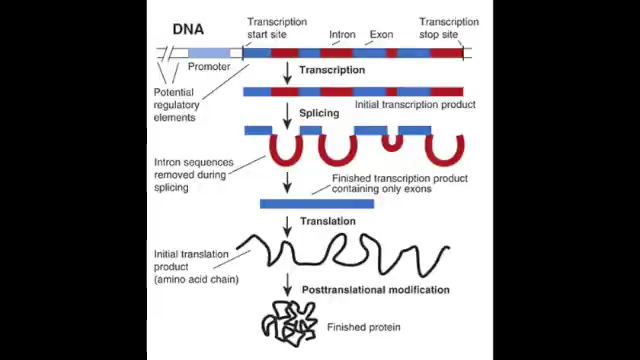 DNA
Transcription
start site
Intron
Exon
Transcription
stop site
Promoter
Transcription
Potential
regulatory
elements
Initial transcription product
Splicing
Intron sequences
removed during
splicing
Finished transcription product
containing only exons
Translation
Initial translation
product
(amino acid chain)
Posttranslational modification
Finished protein